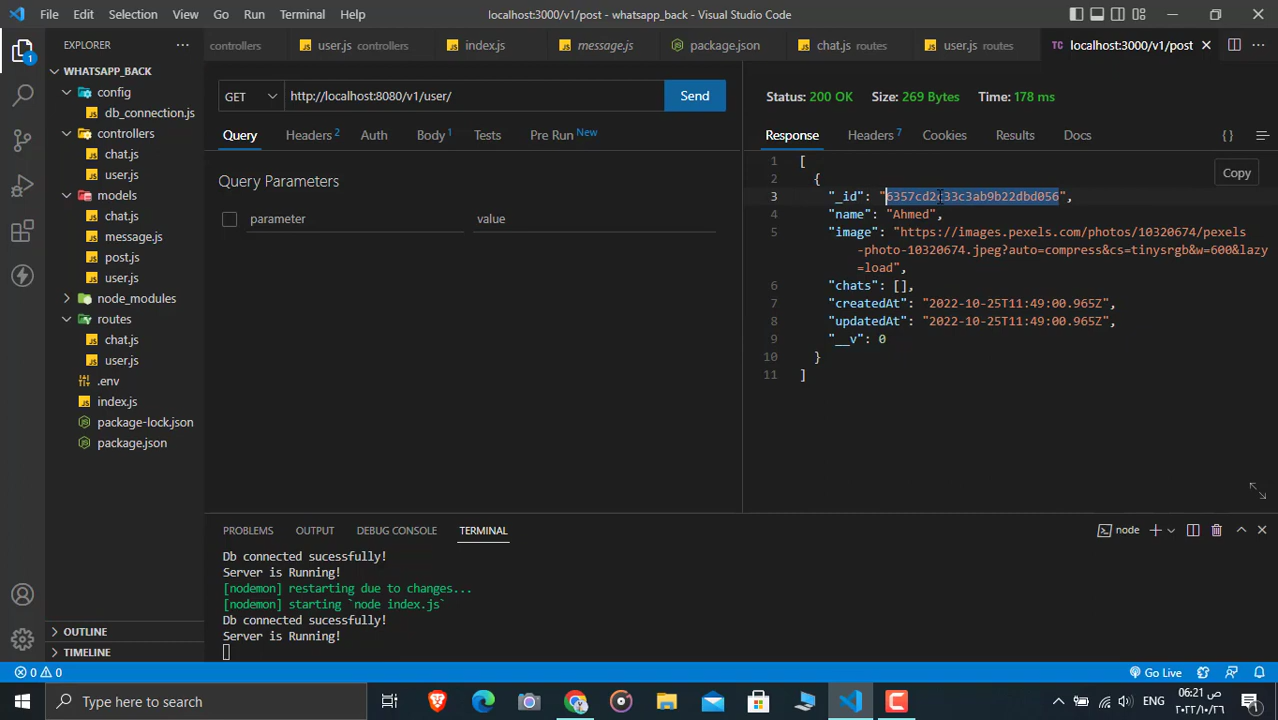 File Edit Selection View Go Run Terminal Help
localhost:3000/v1/post - whatsapp_back - Visual Studio Code
EXPLORER
controllers
user.js controllers
index.js
message.js
package.json
chat.js routes
user.js routes
TC localhost:3000/v1/post
1
WHATSAPP_BACK
config
db_connection.js
controllers
chat.js
user.js
models
chat.js
message.js
post.js
user.js
node_modules
routes
chat.js
user.js
.env
index.js
package-lock.json
package.json
OUTLINE
TIMELINE
GET
http://localhost:8080/v1/user/
Send
Query
Headers 2
Auth
Body 1
Tests
Pre Run New
Query Parameters
parameter
value
Status: 200 OK Size: 269 Bytes Time: 178 ms
Response
Headers 7
Cookies
Results
Docs
{ }
Copy
1 [
2 {
3 "_id": "6357cd2c33c3ab9b22dbd056",
4 "name": "Ahmed",
5 "image": "https://images.pexels.com/photos/10320674/pexels
-photo-10320674.jpeg?auto=compress&cs=tinysrgb&w=600&lazy
=load",
6 "chats": [],
7 "createdAt": "2022-10-25T11:49:00.965Z",
8 "updatedAt": "2022-10-25T11:49:00.965Z",
9 "__v": 0
10 }
11 ]
PROBLEMS OUTPUT DEBUG CONSOLE TERMINAL
node
Db connected sucessfully!
Server is Running!
[nodemon] restarting due to changes...
[nodemon] starting `node index.js`
Db connected sucessfully!
Server is Running!
0 0
Go Live
Type here to search
ENG
06:21 ص
٢٠٢٢/١٠/٢٦
1